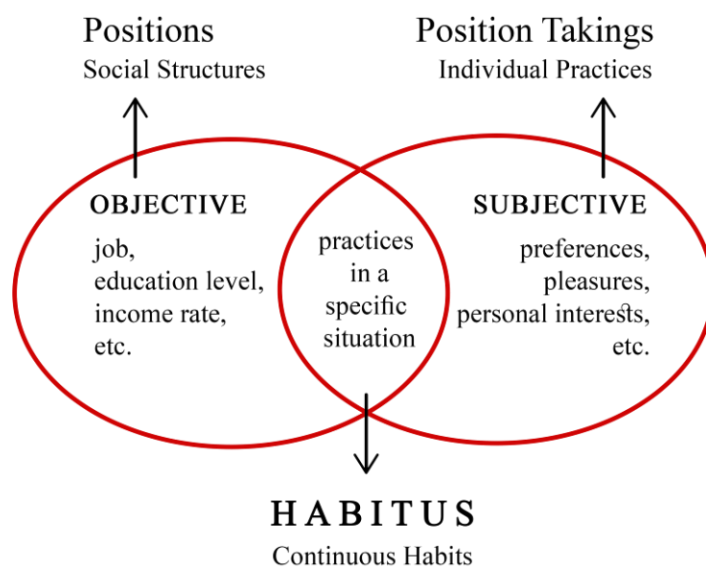 Positions
Social Structures
Position Takings
Individual Practices
OBJECTIVE
job,
education level,
income rate,
etc.
practices
in a
specific
situation
SUBJECTIVE
preferences,
pleasures,
personal interests,
etc.
HABITUS
Continuous Habits